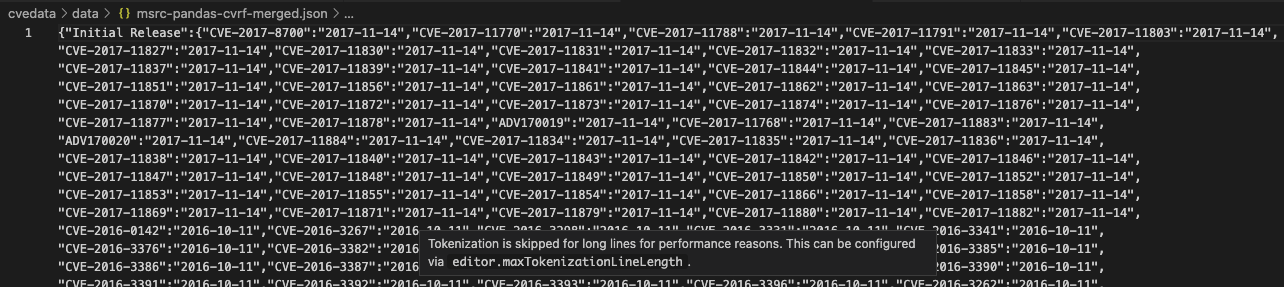 cvedata > data > {} msrc-pandas-cvrf-merged.json > ...
1 {"Initial Release":{"CVE-2017-8700":"2017-11-14","CVE-2017-11770":"2017-11-14","CVE-2017-11788":"2017-11-14","CVE-2017-11791":"2017-11-14","CVE-2017-11803":"2017-11-14",
"CVE-2017-11827":"2017-11-14","CVE-2017-11830":"2017-11-14","CVE-2017-11831":"2017-11-14","CVE-2017-11832":"2017-11-14","CVE-2017-11833":"2017-11-14",
"CVE-2017-11837":"2017-11-14","CVE-2017-11839":"2017-11-14","CVE-2017-11841":"2017-11-14","CVE-2017-11844":"2017-11-14","CVE-2017-11845":"2017-11-14",
"CVE-2017-11851":"2017-11-14","CVE-2017-11856":"2017-11-14","CVE-2017-11861":"2017-11-14","CVE-2017-11862":"2017-11-14","CVE-2017-11863":"2017-11-14",
"CVE-2017-11870":"2017-11-14","CVE-2017-11872":"2017-11-14","CVE-2017-11873":"2017-11-14","CVE-2017-11874":"2017-11-14","CVE-2017-11876":"2017-11-14",
"CVE-2017-11877":"2017-11-14","CVE-2017-11878":"2017-11-14","ADV170019":"2017-11-14","CVE-2017-11768":"2017-11-14","CVE-2017-11883":"2017-11-14",
"ADV170020":"2017-11-14","CVE-2017-11884":"2017-11-14","CVE-2017-11834":"2017-11-14","CVE-2017-11835":"2017-11-14","CVE-2017-11836":"2017-11-14",
"CVE-2017-11838":"2017-11-14","CVE-2017-11840":"2017-11-14","CVE-2017-11843":"2017-11-14","CVE-2017-11842":"2017-11-14","CVE-2017-11846":"2017-11-14",
"CVE-2017-11847":"2017-11-14","CVE-2017-11848":"2017-11-14","CVE-2017-11849":"2017-11-14","CVE-2017-11850":"2017-11-14","CVE-2017-11852":"2017-11-14",
"CVE-2017-11853":"2017-11-14","CVE-2017-11855":"2017-11-14","CVE-2017-11854":"2017-11-14","CVE-2017-11866":"2017-11-14","CVE-2017-11858":"2017-11-14",
"CVE-2017-11869":"2017-11-14","CVE-2017-11871":"2017-11-14","CVE-2017-11879":"2017-11-14","CVE-2017-11880":"2017-11-14","CVE-2017-11882":"2017-11-14",
"CVE-2016-0142":"2016-10-11","CVE-2016-3267":"2016-10-11","CVE-2016-3298":"2016-10-11","CVE-2016-3331":"2016-10-11","CVE-2016-3341":"2016-10-11",
"CVE-2016-3376":"2016-10-11","CVE-2016-3382":"2016 -3385":"2016-10-11",
"CVE-2016-3386":"2016-10-11","CVE-2016-3387":"2016 -3390":"2016-10-11",
"CVE-2016-3391":"2016-10-11","CVE-2016-3392":"2016-10-11","CVE-2016-3393":"2016-10-11","CVE-2016-3396":"2016-10-11","CVE-2016-3262":"2016-10-11",
Tokenization is skipped for long lines for performance reasons. This can be configured
via editor.maxTokenizationLineLength.